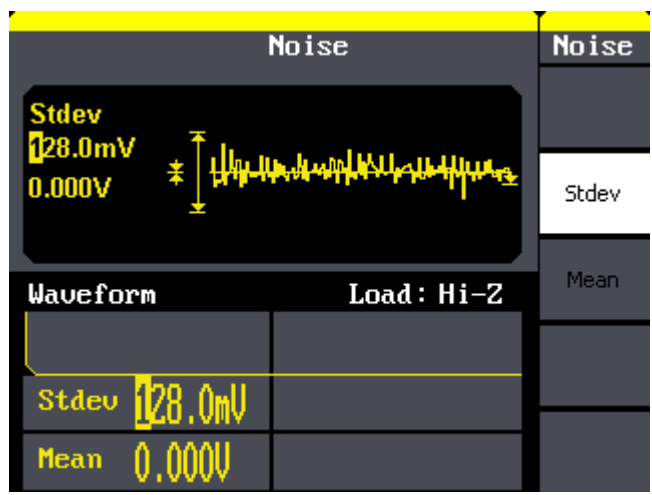 Noise
Noise
Stdev
128.0mV
0.000V
Stdev
Mean
Waveform Load: Hi-Z
Stdev 128.0mV
Mean 0.000V